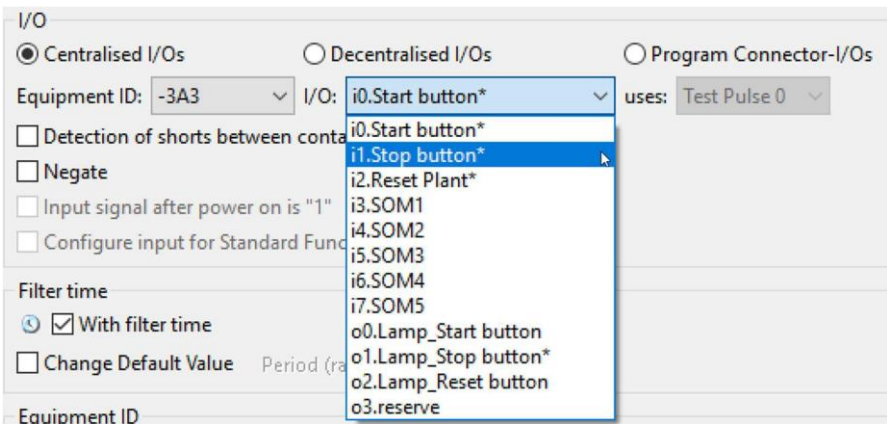 I/O
Centralised I/Os Decentralised I/Os Program Connector-I/Os
Equipment ID: -3A3 I/O: i0.Start button* uses: Test Pulse 0
Detection of shorts between conta
i0.Start button*
i1.Stop button*
Negate
i2.Reset Plant*
Input signal after power on is "1"
i3.SOM1
Configure input for Standard Func
i4.SOM2
i5.SOM3
i6.SOM4
Filter time
i7.SOM5
With filter time
o0.Lamp_Start button
Change Default Value Period (ra
o1.Lamp_Stop button*
o2.Lamp_Reset button
o3.reserve
Equipment ID